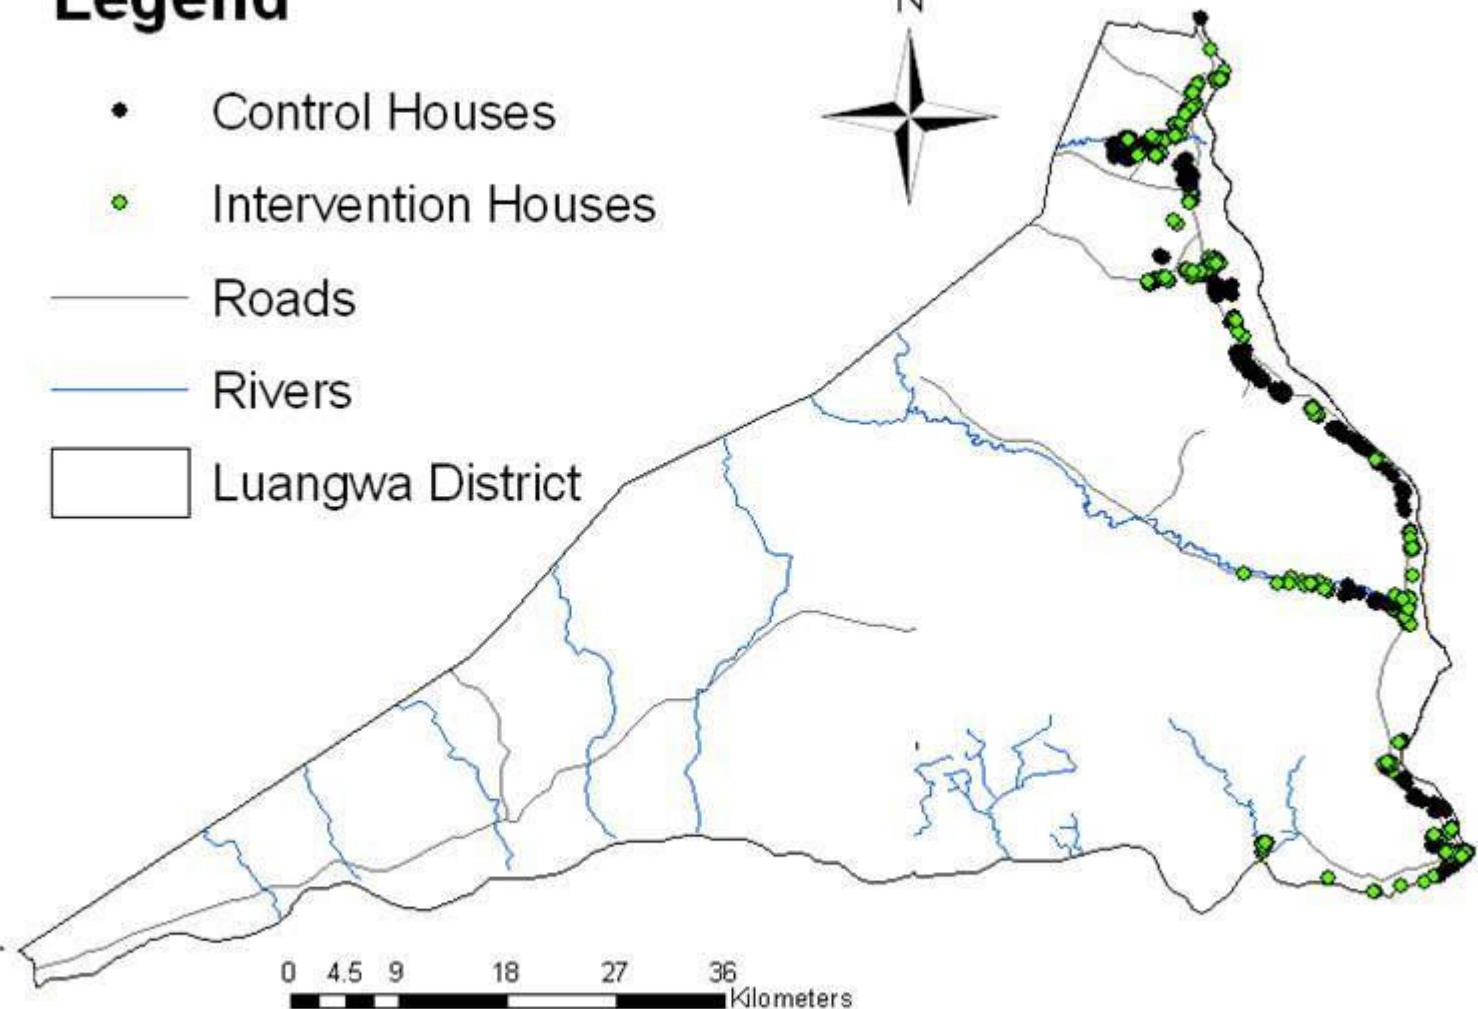 Legend
N
Control Houses
Intervention Houses
Roads
Rivers
Luangwa District
0 4.5 9 18 27 36
Kilometers